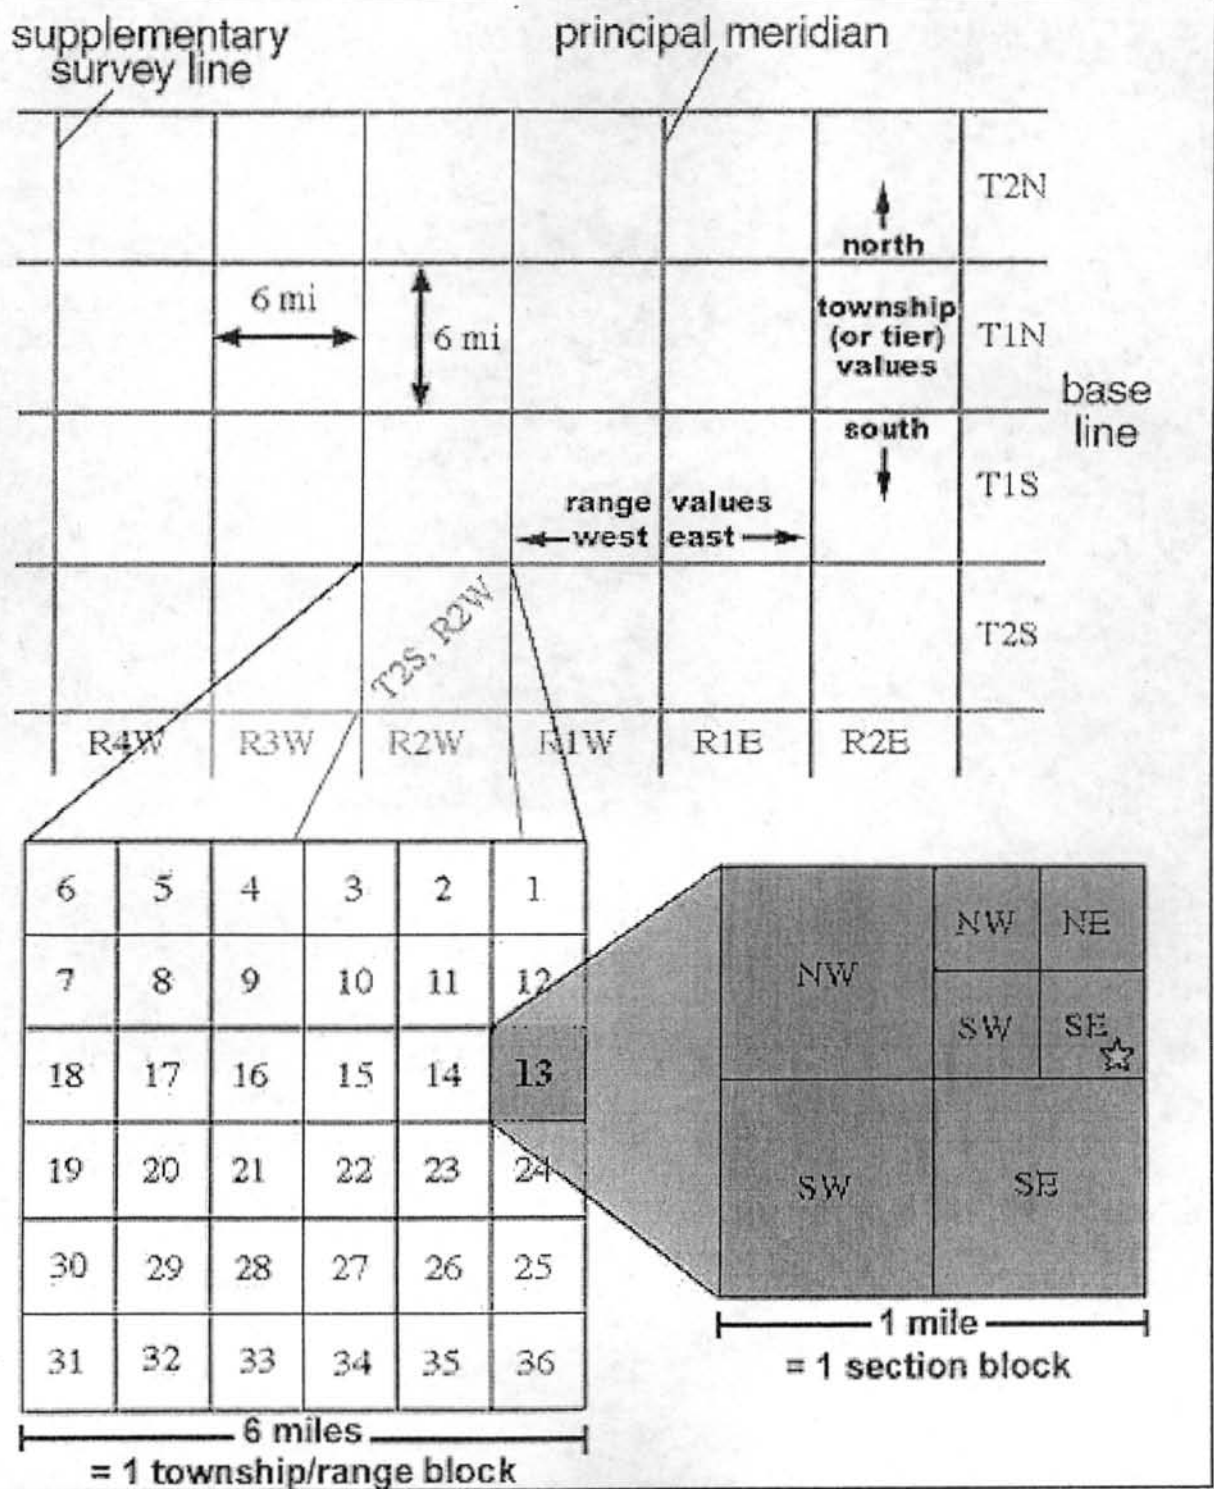 supplementary
survey line
principal meridian
T2N
north
6 mi
6 mi
township
(or tier)
values
T1N
base
line
south
T1S
range values
west east
T2S, R2W
T2S
R4W R3W R2W R1W R1E R2E
6 5 4 3 2 1
7 8 9 10 11 12
18 17 16 15 14 13
19 20 21 22 23 24
30 29 28 27 26 25
31 32 33 34 35 36
NW NE
NW
SW SE
SW SE
1 mile
= 1 section block
6 miles
= 1 township/range block